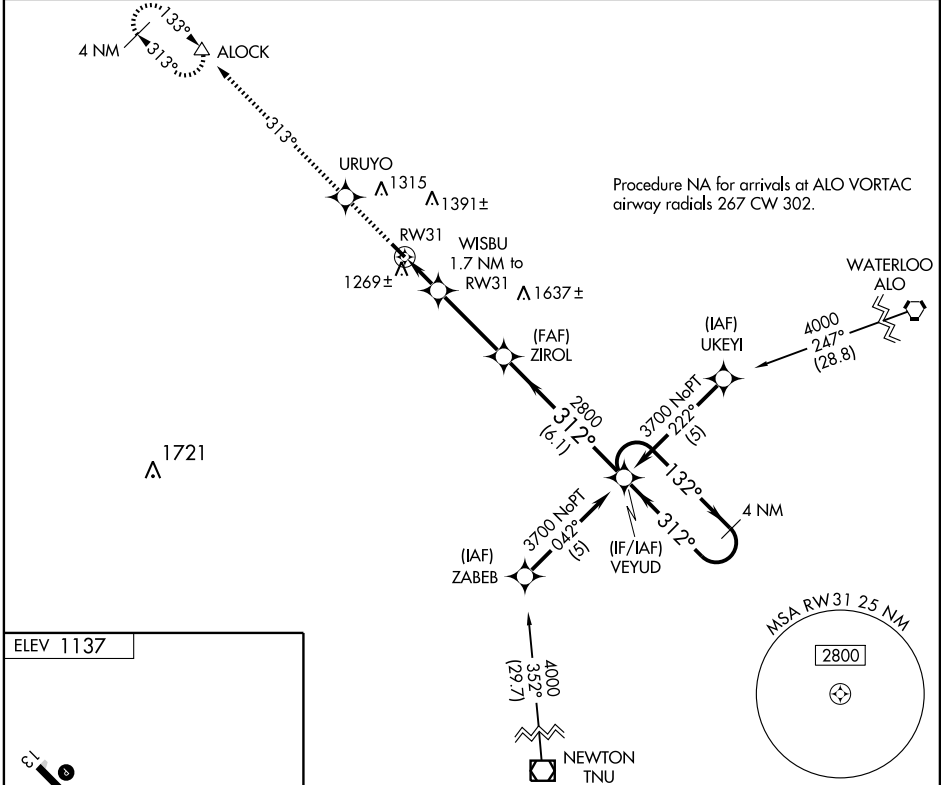 133°
4 NM
313°
ALOCK
313°
URUYO
1315
1391±
Procedure NA for arrivals at ALO VORTAC
airway radials 267 CW 302.
RW31
WISBU
1.7 NM to
RW31
1269±
1637±
WATERLOO
ALO
(IAF)
UKEYI
4000
247°
(28.8)
(FAF)
ZIROL
2800
312°
(6.1)
3700 NoPT
222°
(5)
1721
132°
4 NM
312°
3700 NoPT
042°
(5)
(IF/IAF)
VEYUD
(IAF)
ZABEB
MSA RW31 25 NM
2800
ELEV 1137
4000
352°
(29.7)
13
P
NEWTON
TNU